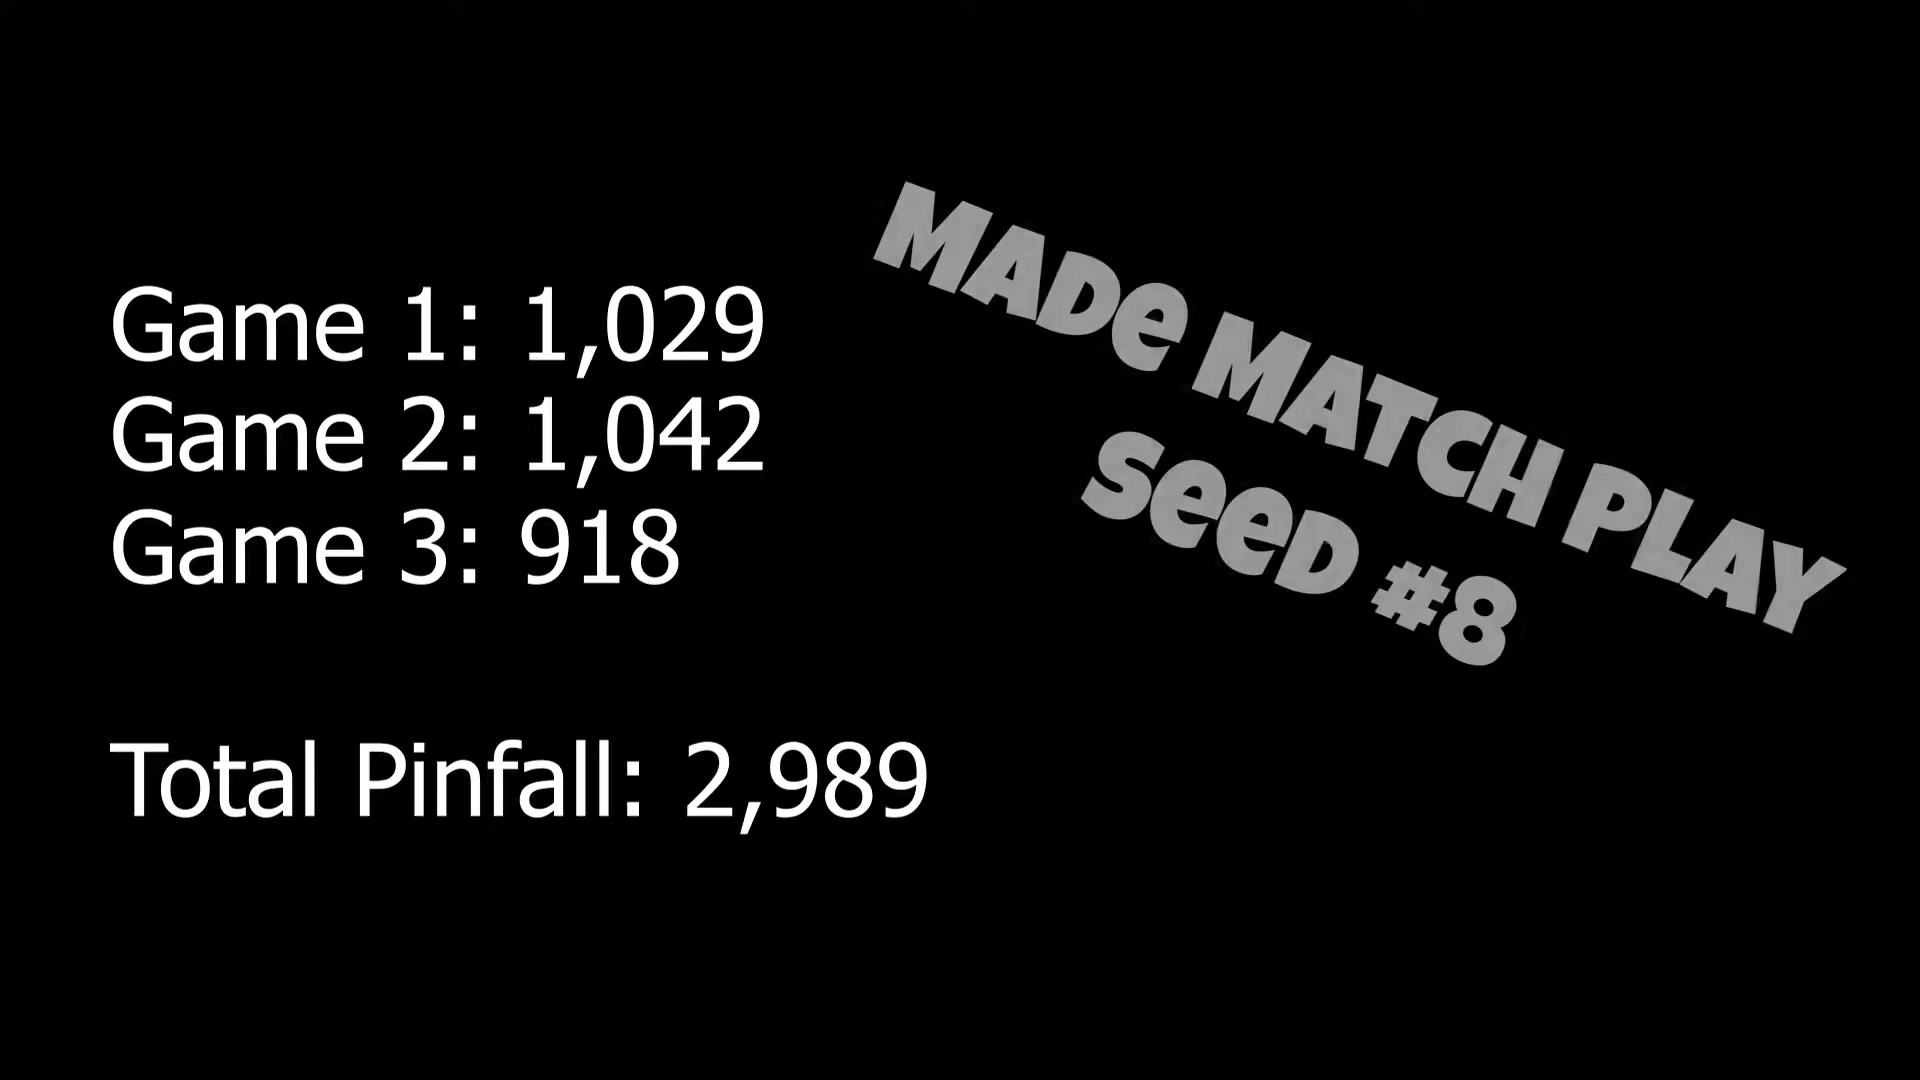 Game 1: 1,029
Game 2: 1,042
Game 3: 918
Total Pinfall: 2,989
MADe MATCH PLAY
SeeD #8